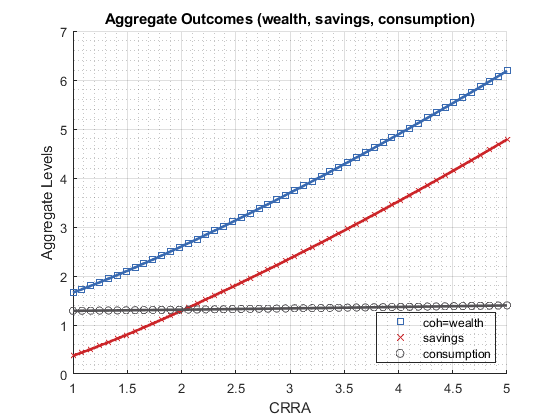 Aggregate Outcomes (wealth, savings, consumption)
7
6
5
4
3
2
1
0
Aggregate Levels
1 1.5 2 2.5 3 3.5 4 4.5 5
CRRA
coh=wealth
savings
consumption